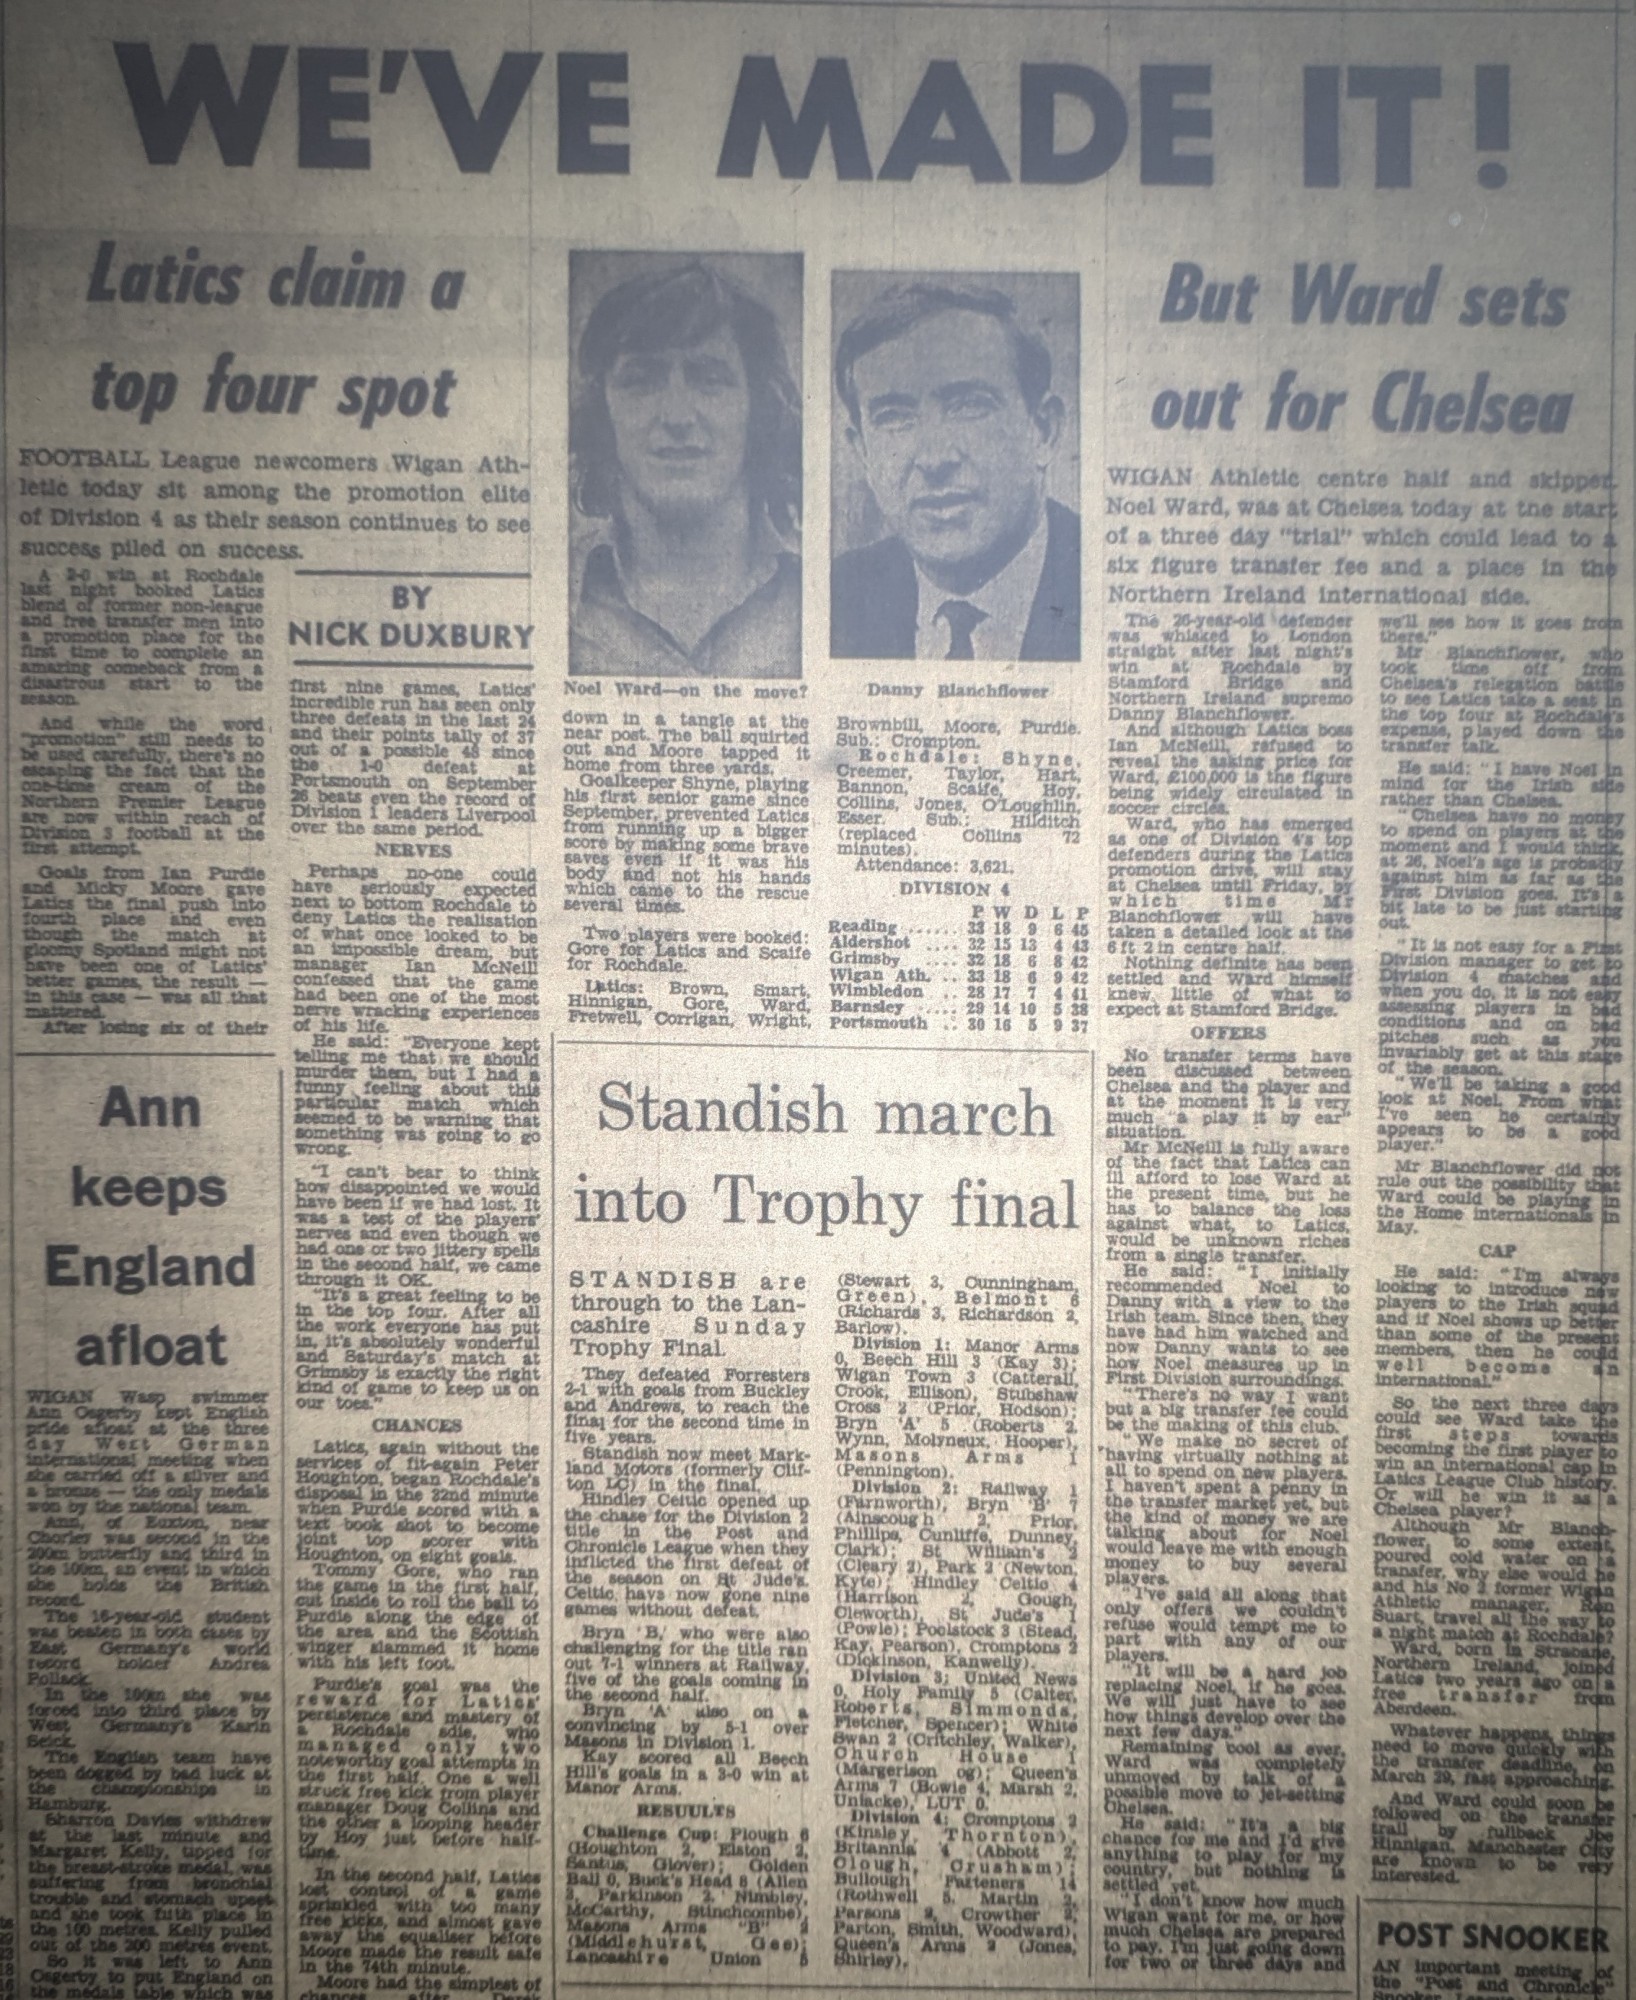 WE'VE MADE IT!
Latics claim a
top four spot
FOOTBALL League newcomers Wigan Ath-
letic today sit among the promotion elite
of Division 4 as their season continues to see
success piled on success.
A 2-0 win at Rochdale
last night booked Latics
blend of former non-league
and free transfer men into
a promotion place for the
first time to complete an
amazing comeback from a
disastrous start to the
season.
And while the word
"promotion" still needs to
be used carefully, there's no
escaping the fact that the
one-time cream of the
Northern Premier League
are now within reach of
Division 3 football at the
first attempt.
Goals from Ian Purdie
and Micky Moore gave
Latics the final push into
fourth place and even
though the match at
gloomy Spotland might not
have been one of Latics'
better games, the result —
in this case — was all that
mattered.
After losing six of their
BY
NICK DUXBURY
first nine games, Latics'
incredible run has seen only
three defeats in the last 24
and their points tally of 37
out of a possible 48 since
the 1-0 defeat at
Portsmouth on September
26 beats even the record of
Division 1 leaders Liverpool
over the same period.
NERVES
Perhaps no-one could
have seriously expected
next to bottom Rochdale to
deny Latics the realisation
of what once looked to be
an impossible dream, but
manager Ian McNeill
confessed that the game
had been one of the most
nerve wracking experiences
of his life.
He said: "Everyone kept
telling me that we should
murder them, but I had a
funny feeling about this
particular match which
seemed to be warning that
something was going to go
wrong.
"I can't bear to think
how disappointed we would
have been if we had lost. It
was a test of the players'
nerves and even though we
had one or two jittery spells
in the second half, we came
through it OK.
"It's a great feeling to be
in the top four. After all
the work everyone has put
in, it's absolutely wonderful
and Saturday's match at
Grimsby is exactly the right
kind of game to keep us on
our toes."
CHANCES
Latics, again without the
services of fit-again Peter
Houghton, began Rochdale's
disposal in the 32nd minute
when Purdie scored with a
text book shot to become
joint top scorer with
Houghton, on eight goals.
Tommy Gore, who ran
the game in the first half,
cut inside to roll the ball to
Purdie along the edge of
the area and the Scottish
winger slammed it home
with his left foot.
Purdie's goal was the
reward for Latics'
persistence and mastery of
a Rochdale sdie, who
managed only two
noteworthy goal attempts in
the first half. One a well
struck free kick from player
manager Doug Collins and
the other a looping header
by Hoy just before half-
time.
In the second half, Latics
lost control of a game
sprinkled with too many
free kicks, and almost gave
away the equaliser before
Moore made the result safe
in the 74th minute.
Moore had the simplest of
chances after Derek
Noel Ward—on the move?
down in a tangle at the
near post. The ball squirted
out and Moore tapped it
home from three yards.
Goalkeeper Shyne, playing
his first senior game since
September, prevented Latics
from running up a bigger
score by making some brave
saves even if it was his
body and not his hands
which came to the rescue
several times.
Two players were booked:
Gore for Latics and Scaife
for Rochdale.
Latics: Brown, Smart,
Hinnigan, Gore, Ward,
Fretwell, Corrigan, Wright,
Danny Blanchflower
Brownbill, Moore, Purdie.
Sub.: Crompton.
Rochdale: Shyne,
Creemer, Taylor, Hart,
Bannon, Scaife, Hoy,
Collins, Jones, O'Loughlin,
Esser. Sub.: Hilditch
(replaced Collins 72
minutes).
Attendance: 3,621.
DIVISION 4
P W D L P
Reading ...... 33 18 9 6 45
Aldershot .... 32 15 13 4 43
Grimsby .... 32 18 6 8 42
Wigan Ath. .. 33 18 6 9 42
Wimbledon .. 28 17 7 4 41
Barnsley ..... 29 14 10 5 38
Portsmouth .. 30 16 5 9 37
But Ward sets
out for Chelsea
WIGAN Athletic centre half and skipper,
Noel Ward, was at Chelsea today at the start
of a three day "trial" which could lead to a
six figure transfer fee and a place in the
Northern Ireland international side.
The 26-year-old defender
was whisked to London
straight after last night's
win at Rochdale by
Stamford Bridge and
Northern Ireland supremo
Danny Blanchflower.
And although Latics boss
Ian McNeill, refused to
reveal the asking price for
Ward, £100,000 is the figure
being widely circulated in
soccer circles.
Ward, who has emerged
as one of Division 4's top
defenders during the Latics
promotion drive, will stay
at Chelsea until Friday, by
which time Mr
Blanchflower will have
taken a detailed look at the
6ft 2in centre half.
Nothing definite has been
settled and Ward himself
knew little of what to
expect at Stamford Bridge.
OFFERS
No transfer terms have
been discussed between
Chelsea and the player and
at the moment it is very
much "a play it by ear"
situation.
Mr McNeill is fully aware
of the fact that Latics can
ill afford to lose Ward at
the present time, but he
has to balance the loss
against what, to Latics,
would be unknown riches
from a single transfer.
He said: "I initially
recommended Noel to
Danny with a view to the
Irish team. Since then, they
have had him watched and
now Danny wants to see
how Noel measures up in
First Division surroundings.
"There's no way I want
but a big transfer fee could
be the making of this club.
"We make no secret of
having virtually nothing at
all to spend on new players.
I haven't spent a penny in
the transfer market yet, but
the kind of money we are
talking about for Noel
would leave me with enough
money to buy several
players.
"I've said all along that
only offers we couldn't
refuse would tempt me to
part with any of our
players.
"It will be a hard job
replacing Noel, if he goes.
We will just have to see
how things develop over the
next few days."
Remaining cool as ever,
Ward was completely
unmoved by talk of a
possible move to jet-setting
Chelsea.
He said: "It's a big
chance for me and I'd give
anything to play for my
country, but nothing is
settled yet.
"I don't know how much
Wigan want for me, or how
much Chelsea are prepared
to pay. I'm just going down
for two or three days and
we'll see how it goes from
there."
Mr Blanchflower, who
took time off from
Chelsea's relegation battle
to see Latics take a seat in
the top four at Rochdale's
expense, played down the
transfer talk.
He said: "I have Noel in
mind for the Irish side
rather than Chelsea.
"Chelsea have no money
to spend on players at the
moment and I would think,
at 26, Noel's age is probably
against him as far as the
First Division goes. It's a
bit late to be just starting
out.
"It is not easy for a First
Division manager to get to
Division 4 matches and
when you do, it is not easy
assessing players in bad
conditions and on bad
pitches such as you
invariably get at this stage
of the season.
"We'll be taking a good
look at Noel. From what
I've seen he certainly
appears to be a good
player."
Mr Blanchflower did not
rule out the possibility that
Ward could be playing in
the Home internationals in
May.
CAP
He said: "I'm always
looking to introduce new
players to the Irish squad
and if Noel shows up better
than some of the present
members, then he could
well become an
international."
So the next three days
could see Ward take the
first steps towards
becoming the first player to
win an international cap in
Latics League Club history.
Or will he win it as a
Chelsea player?
Although Mr Blanch-
flower, to some extent,
poured cold water on a
transfer, why else would he
and his No 2 former Wigan
Athletic manager, Ron
Suart, travel all the way to
a night match at Rochdale?
Ward, born in Strabane,
Northern Ireland, joined
Latics two years ago on a
free transfer from
Aberdeen.
Whatever happens, things
need to move quickly with
the transfer deadline, on
March 29, fast approaching.
And Ward could soon be
followed on the transfer
trail by fullback Joe
Hinnigan. Manchester City
are known to be very
interested.
Ann
keeps
England
afloat
WIGAN Wasp swimmer
Ann Osgerby kept English
pride afloat at the three
day West German
international meeting when
she carried off a silver and
a bronze — the only medals
won by the national team.
Ann, of Euxton, near
Chorley was second in the
200m butterfly and third in
the 100m, an event in which
she holds the British
record.
The 16-year-old student
was beaten in both cases by
East Germany's world
record holder Andrea
Pollack.
In the 100m she was
forced into third place by
West Germany's Karin
Seick.
The English team have
been dogged by bad luck at
the championships in
Hamburg.
Sharron Davies withdrew
at the last minute and
Margaret Kelly, tipped for
the breast-stroke medal, was
suffering from bronchial
trouble and stomach upset
and she took fifth place in
the 100 metres. Kelly pulled
out of the 200 metres event.
So it was left to Ann
Osgerby to put England on
the medals table which was
Standish march
into Trophy final
STANDISH are
through to the Lan-
cashire Sunday
Trophy Final.
They defeated Forresters
2-1 with goals from Buckley
and Andrews, to reach the
final for the second time in
five years.
Standish now meet Mark-
land Motors (formerly Clif-
ton LC) in the final.
Hindley Celtic opened up
the chase for the Division 2
title in the Post and
Chronicle League when they
inflicted the first defeat of
the season on St Jude's.
Celtic havs now gone nine
games without defeat.
Bryn 'B,' who were also
challenging for the title ran
out 7-1 winners at Railway,
five of the goals coming in
the second half.
Bryn 'A' also on a
convincing by 5-1 over
Masons in Division 1.
Kay scored all Beech
Hill's goals in a 3-0 win at
Manor Arms.
RESUULTS
Challenge Cup: Plough 6
(Houghton 2, Elston 2,
Santus, Glover); Golden
Ball 0, Buck's Head 8 (Allen
3, Parkinson 2, Nimbley,
McCarthy, Stinchcombe),
Masons Arms "B" 2
(Middlehurst, Gee);
Lancashire Union 5
(Stewart 3, Cunningham,
Green), Belmont 6
(Richards 3, Richardson 2,
Barlow).
Division 1: Manor Arms
0, Beech Hill 3 (Kay 3);
Wigan Town 3 (Catterall,
Crook, Ellison), Stubshaw
Cross 2 (Prior, Hodson);
Bryn 'A' 5 (Roberts 2,
Wynn, Molyneux, Hooper),
Masons Arms 1
(Pennington).
Division 2: Railway 1
(Farnworth), Bryn 'B' 7
(Ainscough 2, Prior,
Phillips, Cunliffe, Dunney,
Clark); St William's 2
(Cleary 2), Park 2 (Newton,
Kyte); Hindley Celtic 4
(Harrison 2, Gough,
Oleworth), St Jude's 1
(Powle); Poolstock 3 (Stead,
Kay, Pearson), Cromptons 2
(Dickinson, Kanwelly).
Division 3: United News
0, Holy Family 5 (Calter,
Roberts, Simmonds,
Fletcher, Spencer); White
Swan 2 (Critchley, Walker),
Church House 1
(Margerison og); Queen's
Arms 7 (Bowie 4, Marsh 2,
Uniacke), LUT 0.
Division 4: Cromptons 2
(Kinsley, Thornton),
Britannia 4 (Abbott 2,
Clough, Crusham);
Bullough Fasteners 14
(Rothwell 5, Martin 2,
Parsons 2, Crowther 2,
Parton, Smith, Woodward),
Queen's Arms 2 (Jones,
Shirley).
POST SNOOKER
AN important meeting of
the "Post and Chronicle"
Snooker League